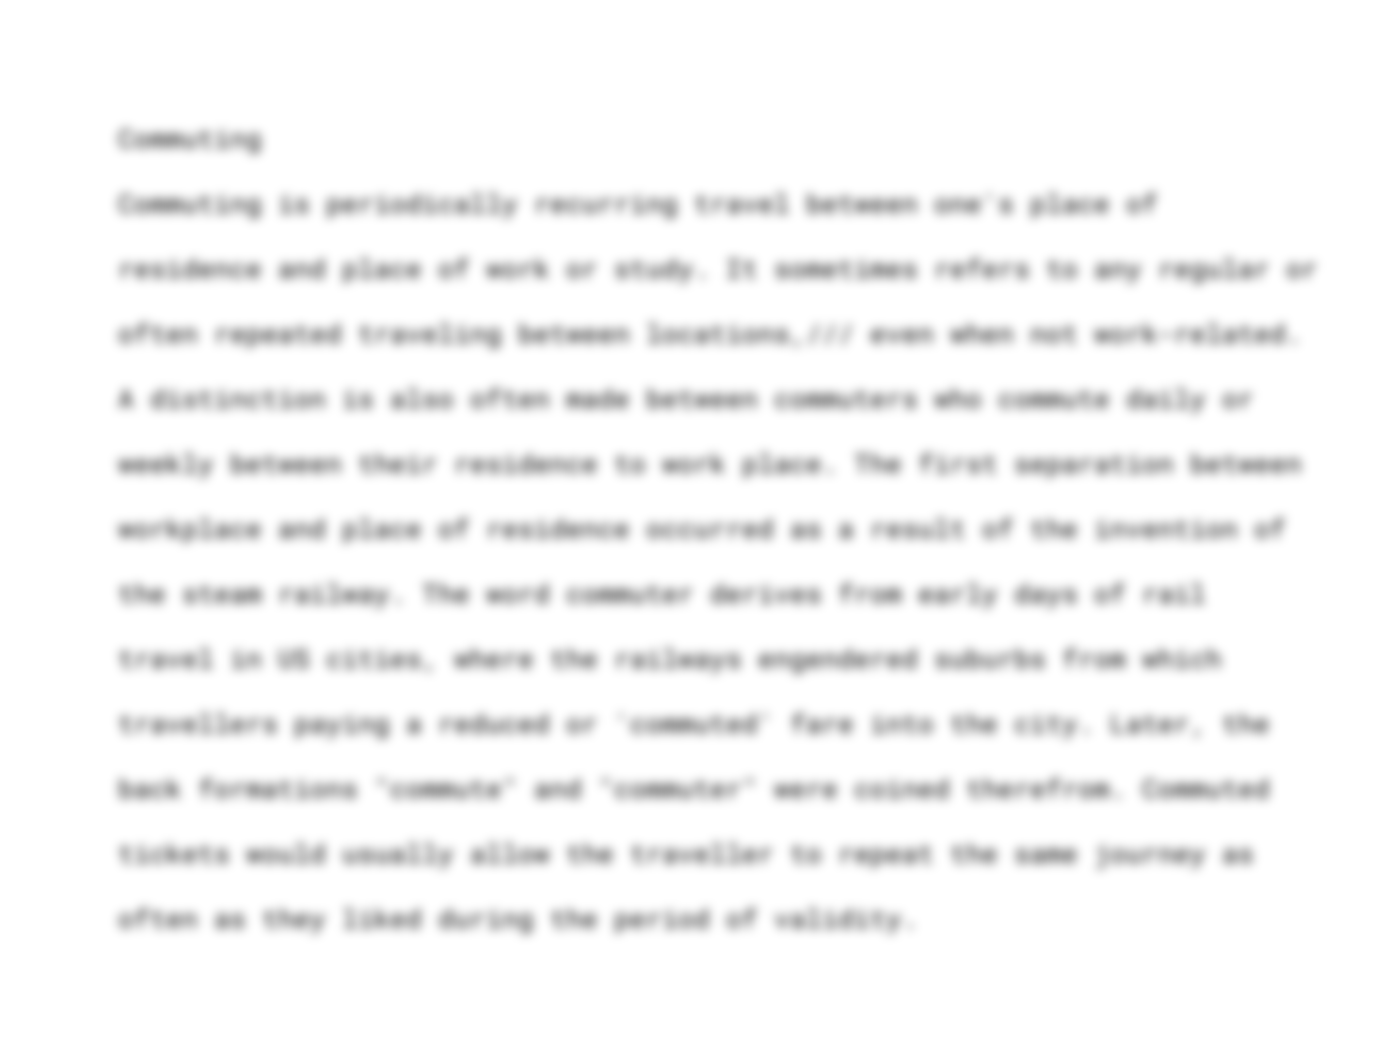 Commuting
Commuting is periodically recurring travel between one's place of
residence and place of work or study. It sometimes refers to any regular or
often repeated traveling between locations,/// even when not work-related.
A distinction is also often made between commuters who commute daily or
weekly between their residence to work place. The first separation between
workplace and place of residence occurred as a result of the invention of
the steam railway. The word commuter derives from early days of rail
travel in US cities, where the railways engendered suburbs from which
travellers paying a reduced or 'commuted' fare into the city. Later, the
back formations "commute" and "commuter" were coined therefrom. Commuted
tickets would usually allow the traveller to repeat the same journey as
often as they liked during the period of validity.